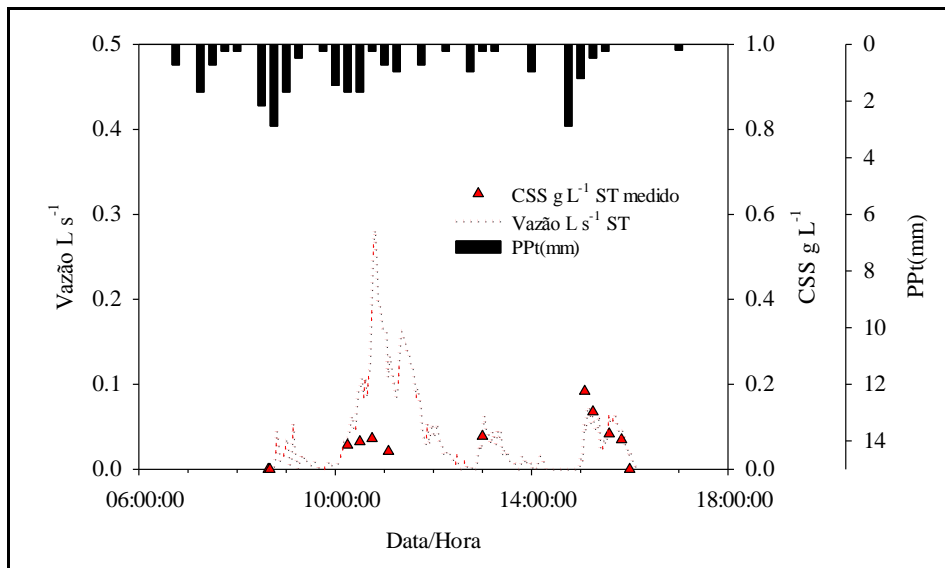 0.5
0.4
0.3
0.2
0.1
0.0
Vazão L s⁻¹
1.0
0.8
0.6
0.4
0.2
0.0
CSS g L⁻¹
0
2
4
6
8
10
12
14
PPt(mm)
CSS g L⁻¹ ST medido
Vazão L s⁻¹ ST
PPt(mm)
06:00:00 10:00:00 14:00:00 18:00:00
Data/Hora